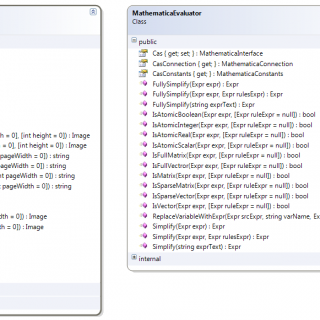 th = 0], [int height = 0]) : Image
= 0], [int height = 0]) : Image
pageWidth = 0]) : string
pageWidth = 0]) : string
t pageWidth = 0]) : string
pageWidth = 0]) : string
dth = 0]) : Image
dth = 0]) : Image
MathematicaEvaluator
Class
public
Cas { get; set; } : MathematicaInterface
CasConnection { get; } : MathematicaConnection
CasConstants { get; } : MathematicaConstants
FullySimplify(Expr expr) : Expr
FullySimplify(Expr expr, Expr rulesExpr) : Expr
FullySimplify(string exprText) : Expr
IsAtomicBoolean(Expr expr, [Expr ruleExpr = null]) : bool
IsAtomicInteger(Expr expr, [Expr ruleExpr = null]) : bool
IsAtomicReal(Expr expr, [Expr ruleExpr = null]) : bool
IsAtomicScalar(Expr expr, [Expr ruleExpr = null]) : bool
IsFullMatrix(Expr expr, [Expr ruleExpr = null]) : bool
IsFullVector(Expr expr, [Expr ruleExpr = null]) : bool
IsMatrix(Expr expr, [Expr ruleExpr = null]) : bool
IsSparseMatrix(Expr expr, [Expr ruleExpr = null]) : bool
IsSparseVector(Expr expr, [Expr ruleExpr = null]) : bool
IsVector(Expr expr, [Expr ruleExpr = null]) : bool
ReplaceVariableWithExpr(Expr srcExpr, string varName, Ex
Simplify(Expr expr) : Expr
Simplify(Expr expr, Expr rulesExpr) : Expr
Simplify(string exprText) : Expr
internal